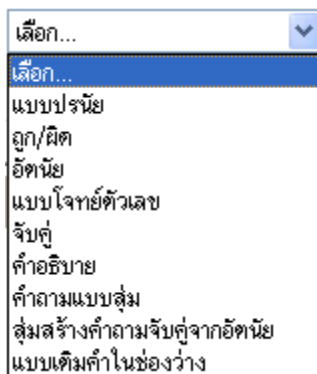 เลือก...
เลือก...
แบบปรนัย
ถูก/ผิด
อัตนัย
แบบโจทย์ตัวเลข
จับคู่
คำอธิบาย
คำถามแบบสุ่ม
สุ่มสร้างคำถามจับคู่จากอัตนัย
แบบเติมคำในช่องว่าง